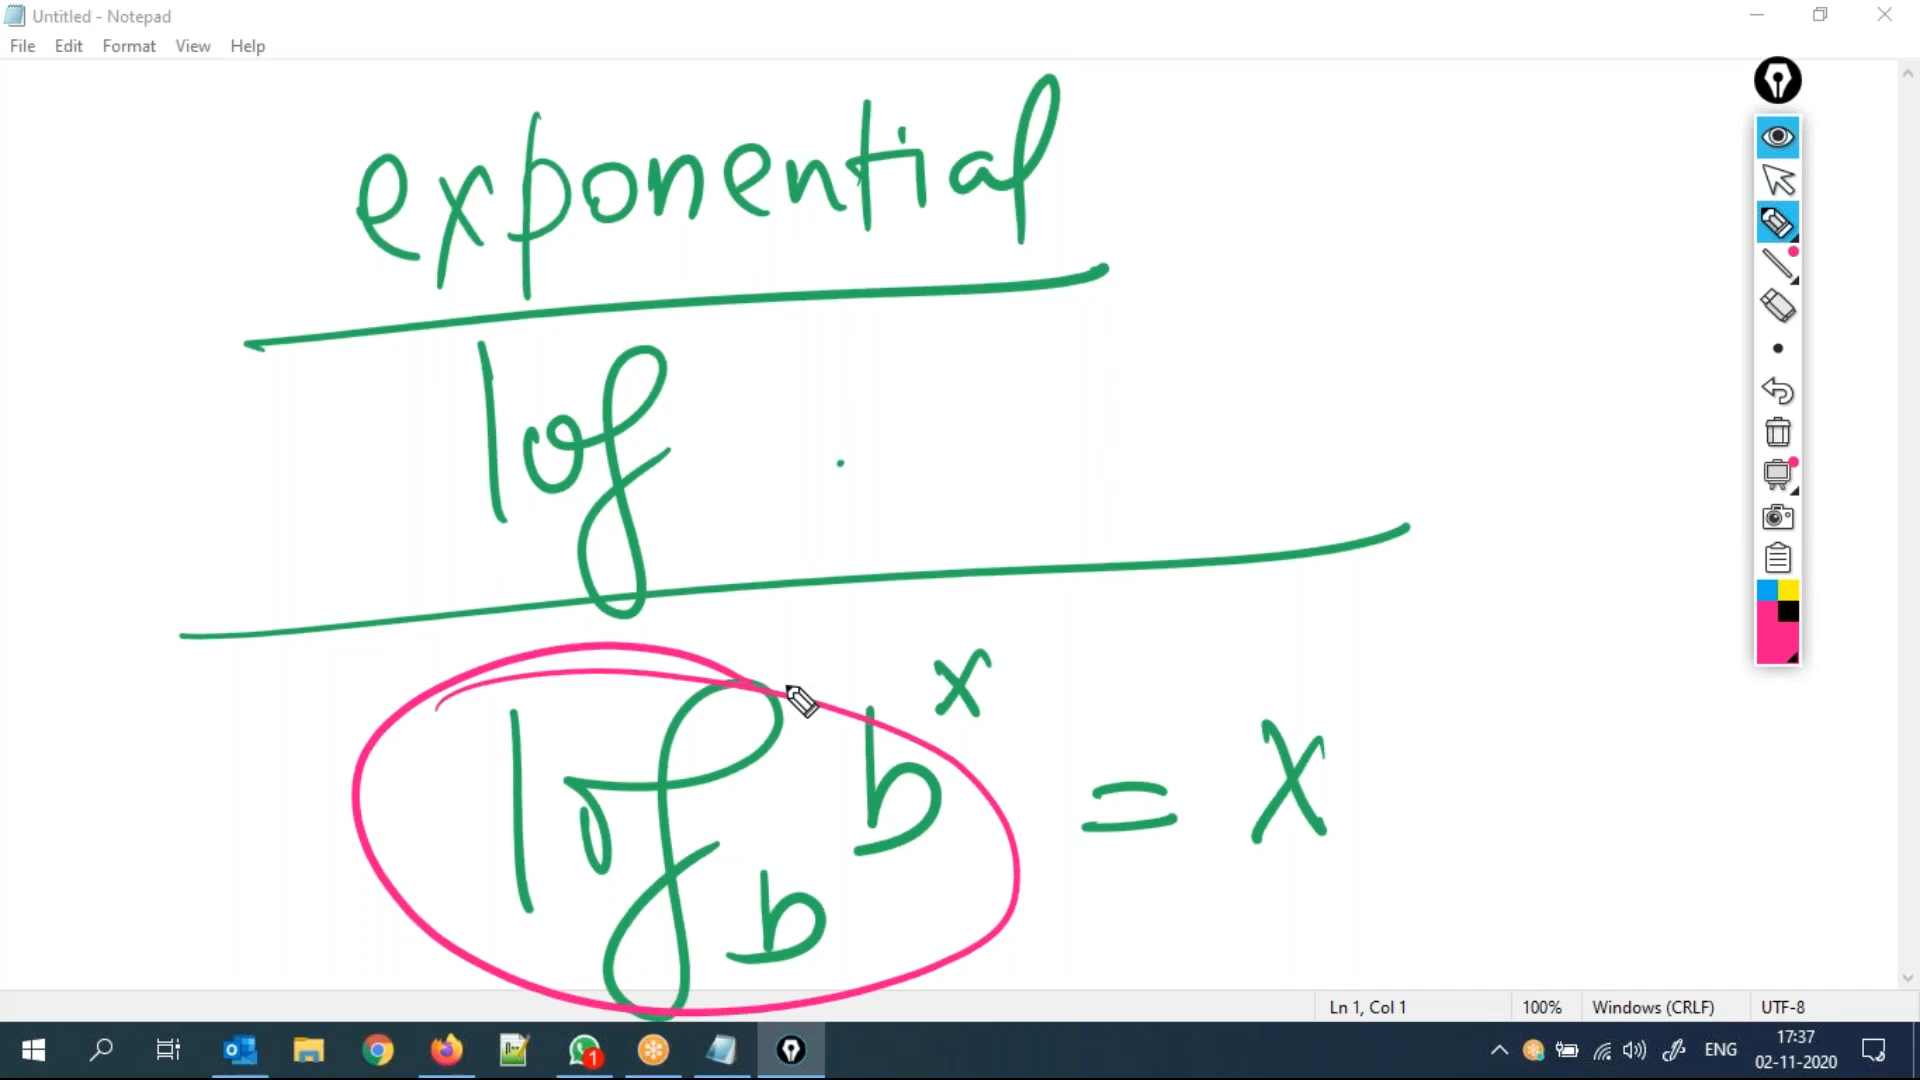 Untitled - Notepad
File Edit Format View Help
exponential
log
log_b b^x = x
Ln 1, Col 1 100% Windows (CRLF) UTF-8
1 ENG 17:37
02-11-2020